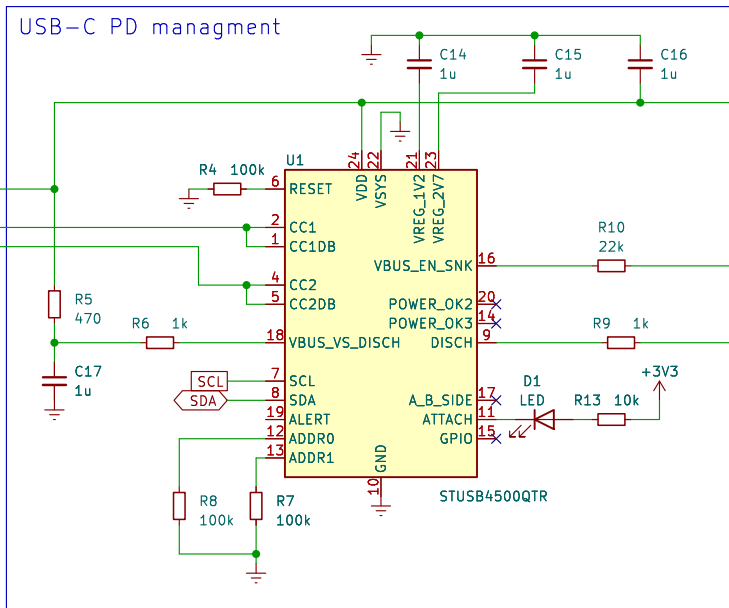 USB-C PD managment
C14
1u
C15
1u
C16
1u
U1
R4 100k
24
22
21
23
6 RESET
VDD
VSYS
VREG_1V2
VREG_2V7
2 CC1
1 CC1DB
R10
22k
VBUS_EN_SNK 16
4 CC2
5 CC2DB
POWER_OK2 20
R5
470
R6 1k
POWER_OK3 14
R9 1k
18 VBUS_VS_DISCH
DISCH 9
C17
1u
+3V3
SCL 7 SCL
D1
LED
SDA 8 SDA
A_B_SIDE 17
R13 10k
19 ALERT
ATTACH 11
12 ADDR0
GPIO 15
13 ADDR1
GND
10
STUSB4500QTR
R8
100k
R7
100k